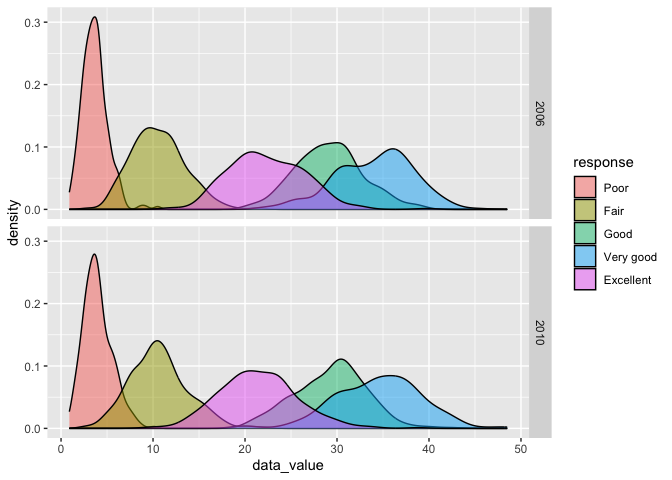 0.3
0.2
0.1
0.0
2006
density
0.3
0.2
0.1
0.0
2010
0 10 20 30 40 50
data_value
response
Poor
Fair
Good
Very good
Excellent